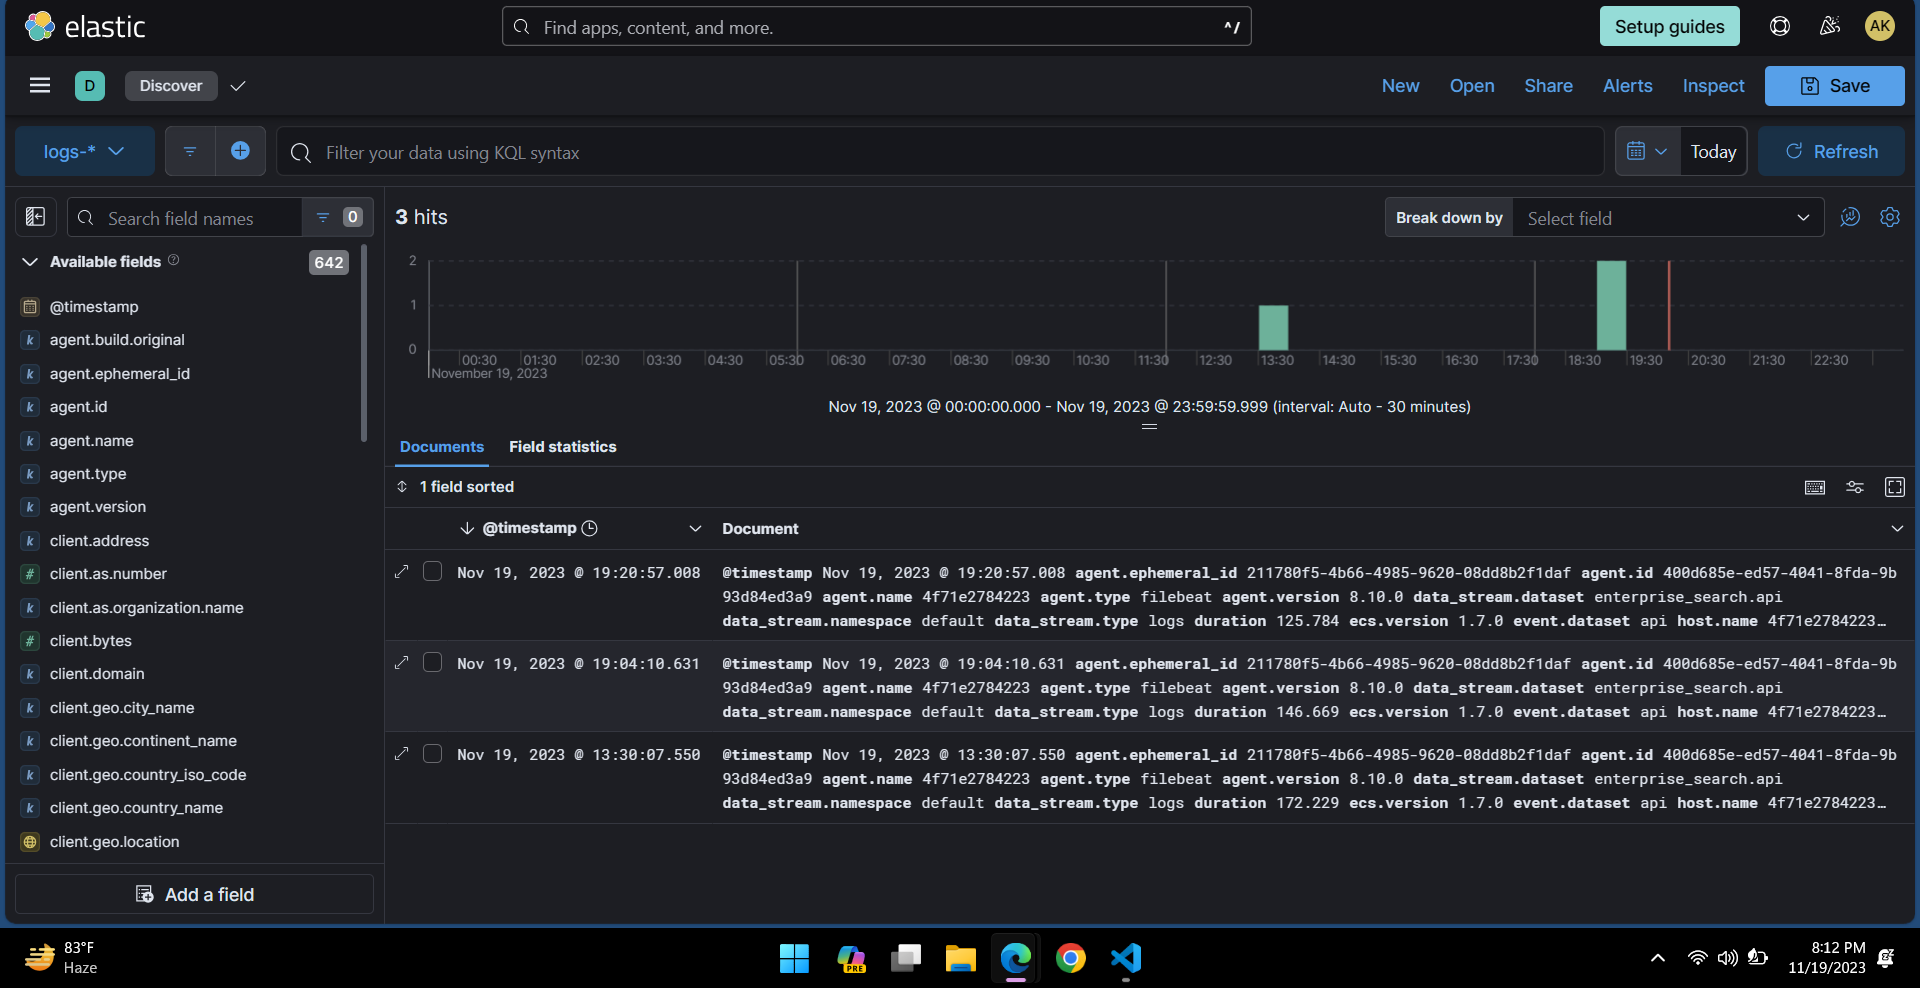 elastic
Find apps, content, and more.
^/
Setup guides
AK
D
Discover
New
Open
Share
Alerts
Inspect
Save
logs-*
Filter your data using KQL syntax
Today
Refresh
Search field names
0
Available fields
642
@timestamp
agent.build.original
agent.ephemeral_id
agent.id
agent.name
agent.type
agent.version
client.address
client.as.number
client.as.organization.name
client.bytes
client.domain
client.geo.city_name
client.geo.continent_name
client.geo.country_iso_code
client.geo.country_name
client.geo.location
Add a field
3 hits
Break down by
Select field
2
1
0
00:30 01:30 02:30 03:30 04:30 05:30 06:30 07:30 08:30 09:30 10:30 11:30 12:30 13:30 14:30 15:30 16:30 17:30 18:30 19:30 20:30 21:30 22:30
November 19, 2023
Nov 19, 2023 @ 00:00:00.000 - Nov 19, 2023 @ 23:59:59.999 (interval: Auto - 30 minutes)
Documents
Field statistics
1 field sorted
@timestamp
Document
Nov 19, 2023 @ 19:20:57.008
@timestamp Nov 19, 2023 @ 19:20:57.008 agent.ephemeral_id 211780f5-4b66-4985-9620-08dd8b2f1daf agent.id 400d685e-ed57-4041-8fda-9b
93d84ed3a9 agent.name 4f71e2784223 agent.type filebeat agent.version 8.10.0 data_stream.dataset enterprise_search.api
data_stream.namespace default data_stream.type logs duration 125.784 ecs.version 1.7.0 event.dataset api host.name 4f71e2784223…
Nov 19, 2023 @ 19:04:10.631
@timestamp Nov 19, 2023 @ 19:04:10.631 agent.ephemeral_id 211780f5-4b66-4985-9620-08dd8b2f1daf agent.id 400d685e-ed57-4041-8fda-9b
93d84ed3a9 agent.name 4f71e2784223 agent.type filebeat agent.version 8.10.0 data_stream.dataset enterprise_search.api
data_stream.namespace default data_stream.type logs duration 146.669 ecs.version 1.7.0 event.dataset api host.name 4f71e2784223…
Nov 19, 2023 @ 13:30:07.550
@timestamp Nov 19, 2023 @ 13:30:07.550 agent.ephemeral_id 211780f5-4b66-4985-9620-08dd8b2f1daf agent.id 400d685e-ed57-4041-8fda-9b
93d84ed3a9 agent.name 4f71e2784223 agent.type filebeat agent.version 8.10.0 data_stream.dataset enterprise_search.api
data_stream.namespace default data_stream.type logs duration 172.229 ecs.version 1.7.0 event.dataset api host.name 4f71e2784223…
83°F
Haze
PRE
8:12 PM
11/19/2023